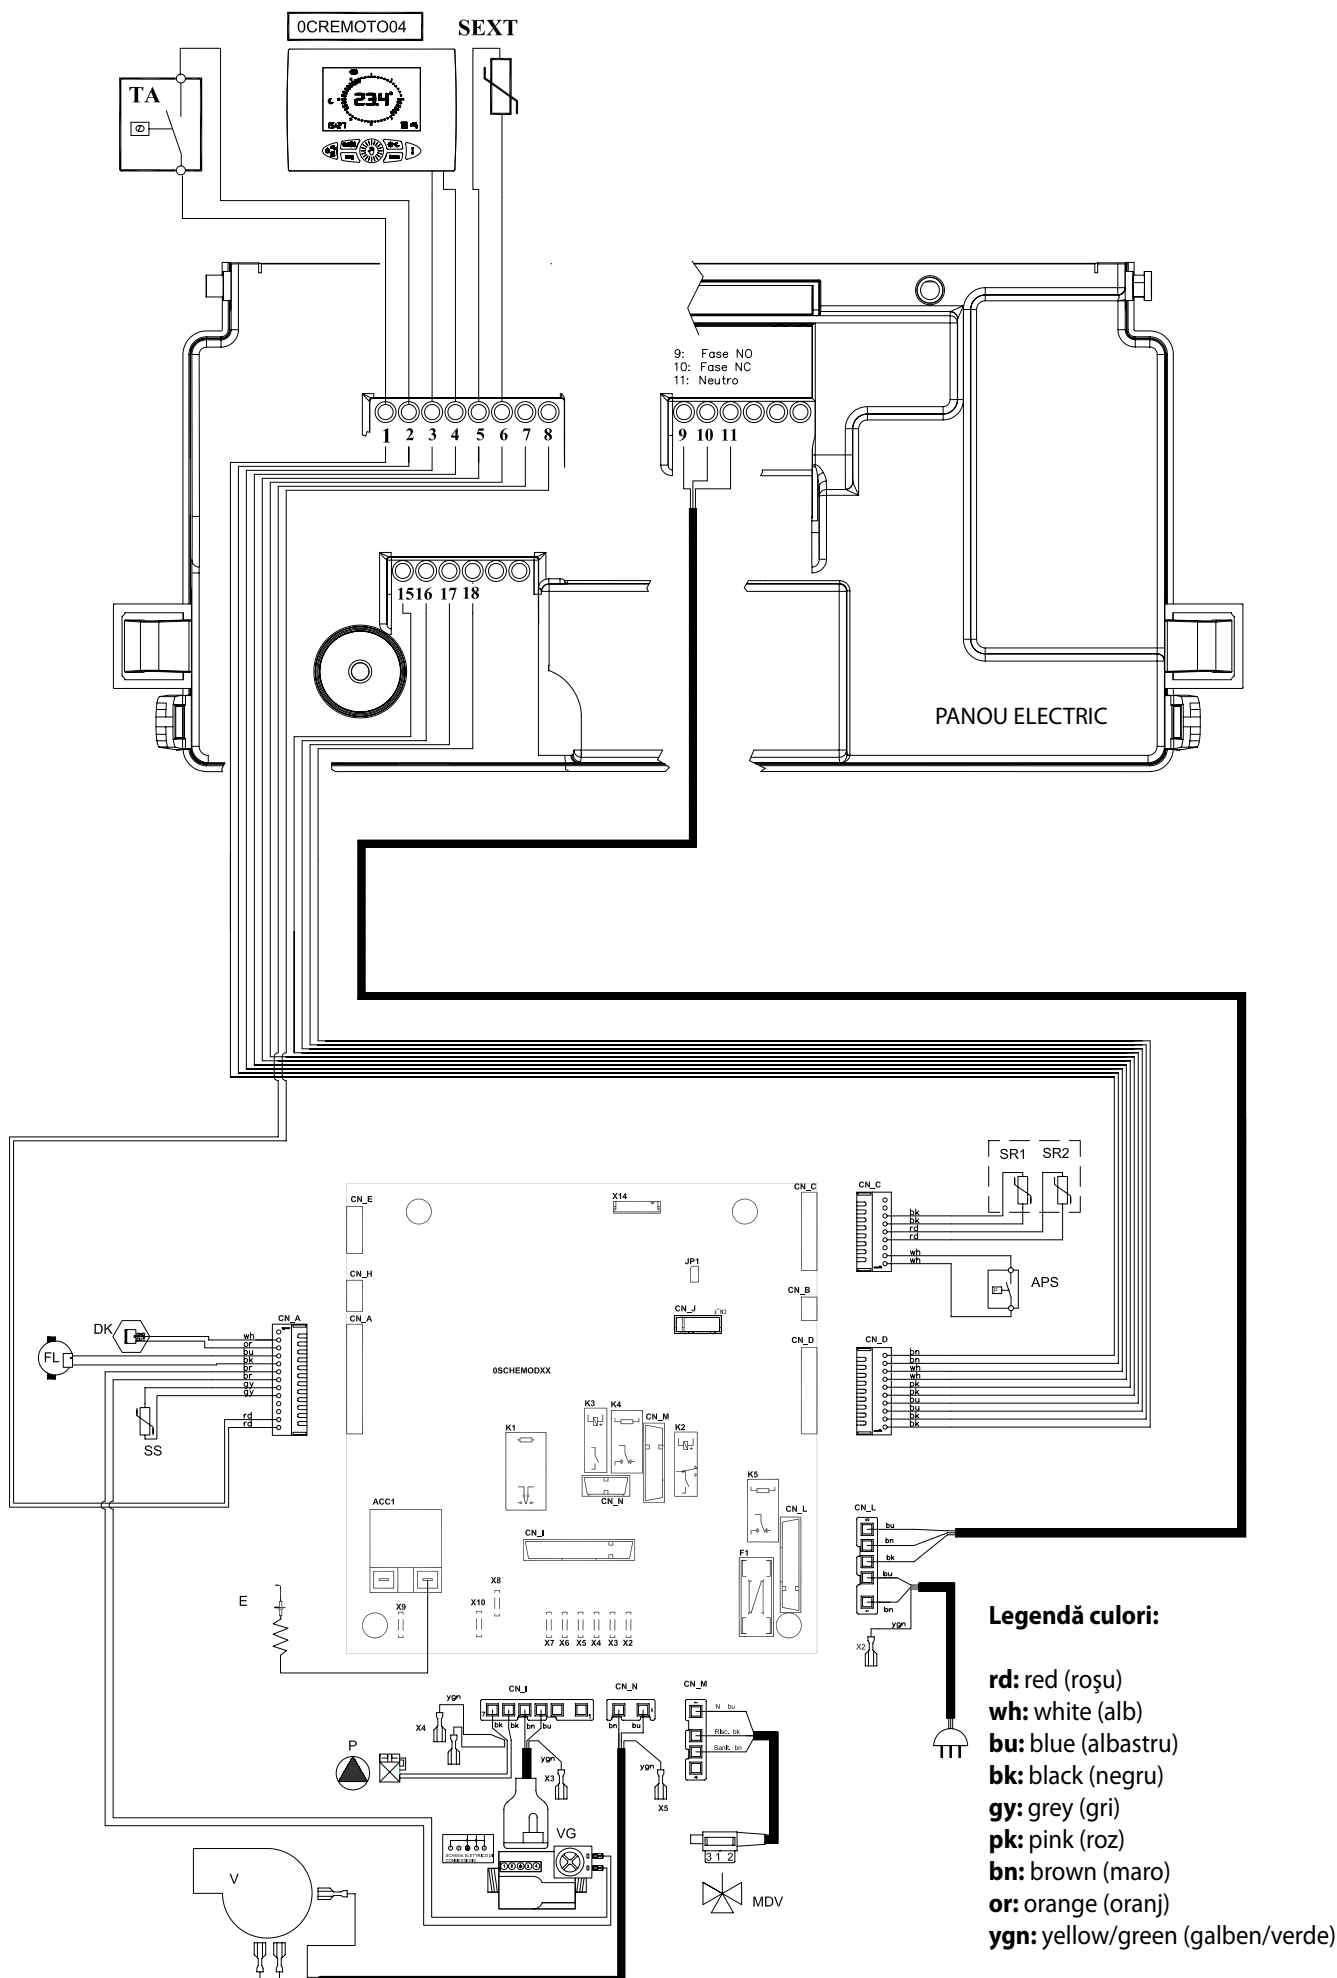 0CREMOTO04
SEXT
TA
23.4°
9: Fase NO
10: Fase NC
11: Neutro
1 2 3 4 5 6 7 8
9 10 11
15 16 17 18
PANOU ELECTRIC
SR1 SR2
CN_C
bk
bk
rd
rd
wh
wh
APS
CN_E
X14
CN_C
JP1
CN_H
CN_B
CN_J
CN_J
CN_A
CN_D
0SCHEMODXX
DK
FL
SS
CN_A
wh
or
bu
bk
br
br
gy
gy
rd
rd
CN_D
bn
bn
wh
wh
pk
pk
bu
bu
bk
bk
K3
K4
CN_M
K1
K2
CN_N
K5
CN_L
ACC1
CN_I
F1
X8
X9
X10
X7 X6 X5 X4 X3 X2
E
CN_L
bu
bn
bk
bu
bn
ygn
X2
CN_I
ygn
X4
7
1
bk bk bn bu
ygn
X3
P
CN_N
bn bu
ygn
X5
CN_M
N bu
Risc. bk
Sanit. bn
VG
SCHEMA ELETTRICO DI
CONNESSIONE
3 1 2
MDV
V
Legendă culori:
rd: red (roşu)
wh: white (alb)
bu: blue (albastru)
bk: black (negru)
gy: grey (gri)
pk: pink (roz)
bn: brown (maro)
or: orange (oranj)
ygn: yellow/green (galben/verde)